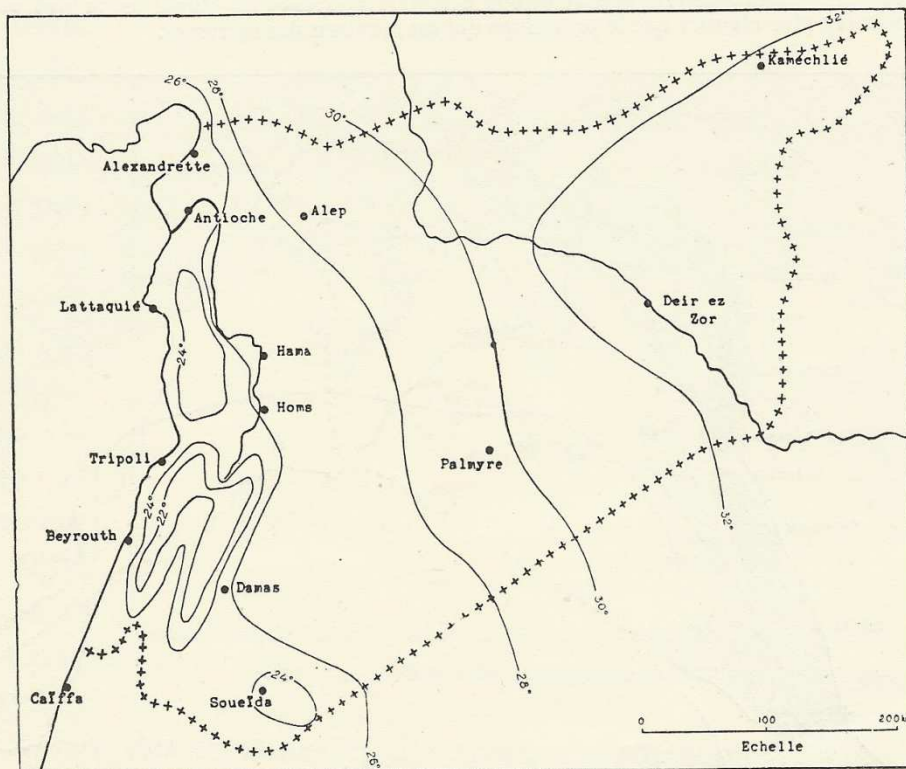 32°
Kaméchlié
26°
28°
30°
Alexandrette
Antioche
Alep
Deir ez
Zor
Lattaquié
24°
Hama
Homs
Tripoli
Palmyre
24°
22°
32°
Beyrouth
Damas
30°
24°
Soueïda
28°
Caïffa
26°
0 100 200 k
Echelle